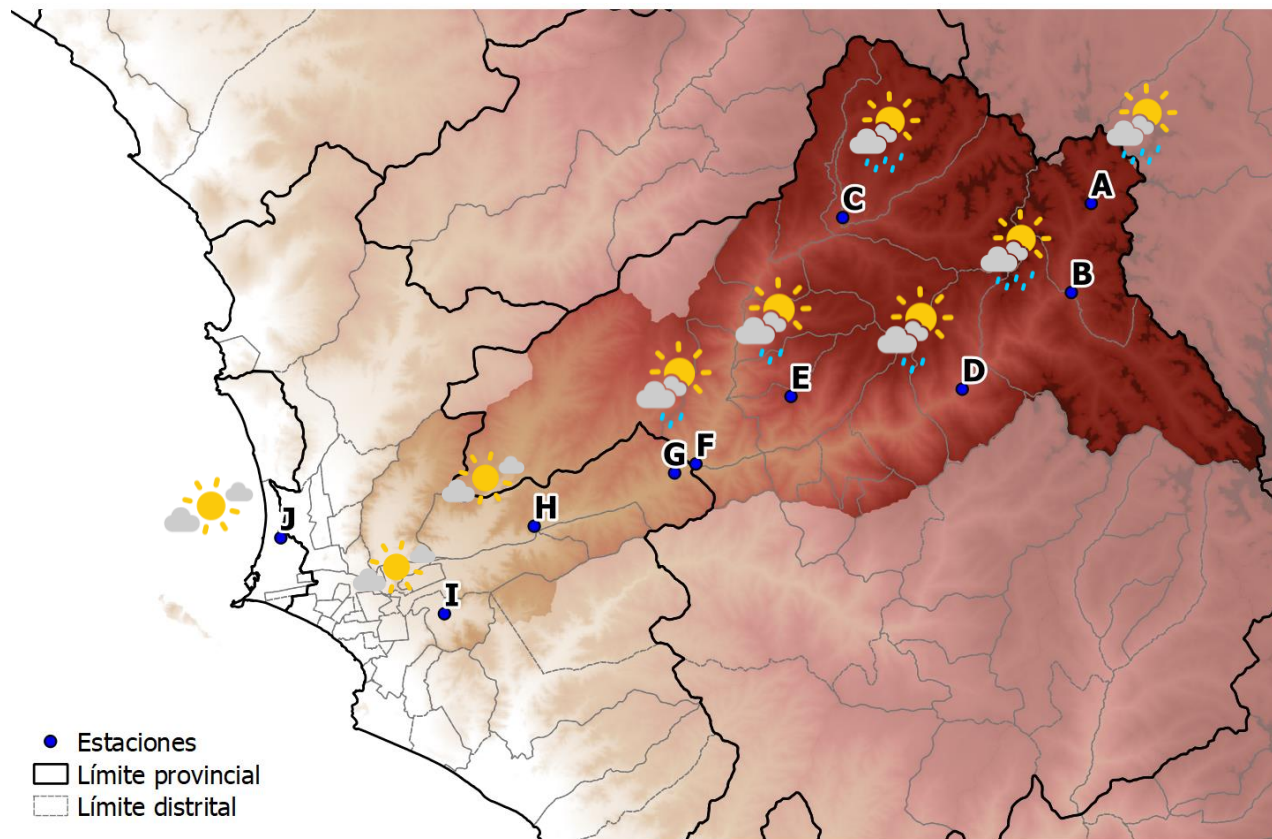 A
C
B
D
E
F
G
H
J
I
Estaciones
Límite provincial
Límite distrital